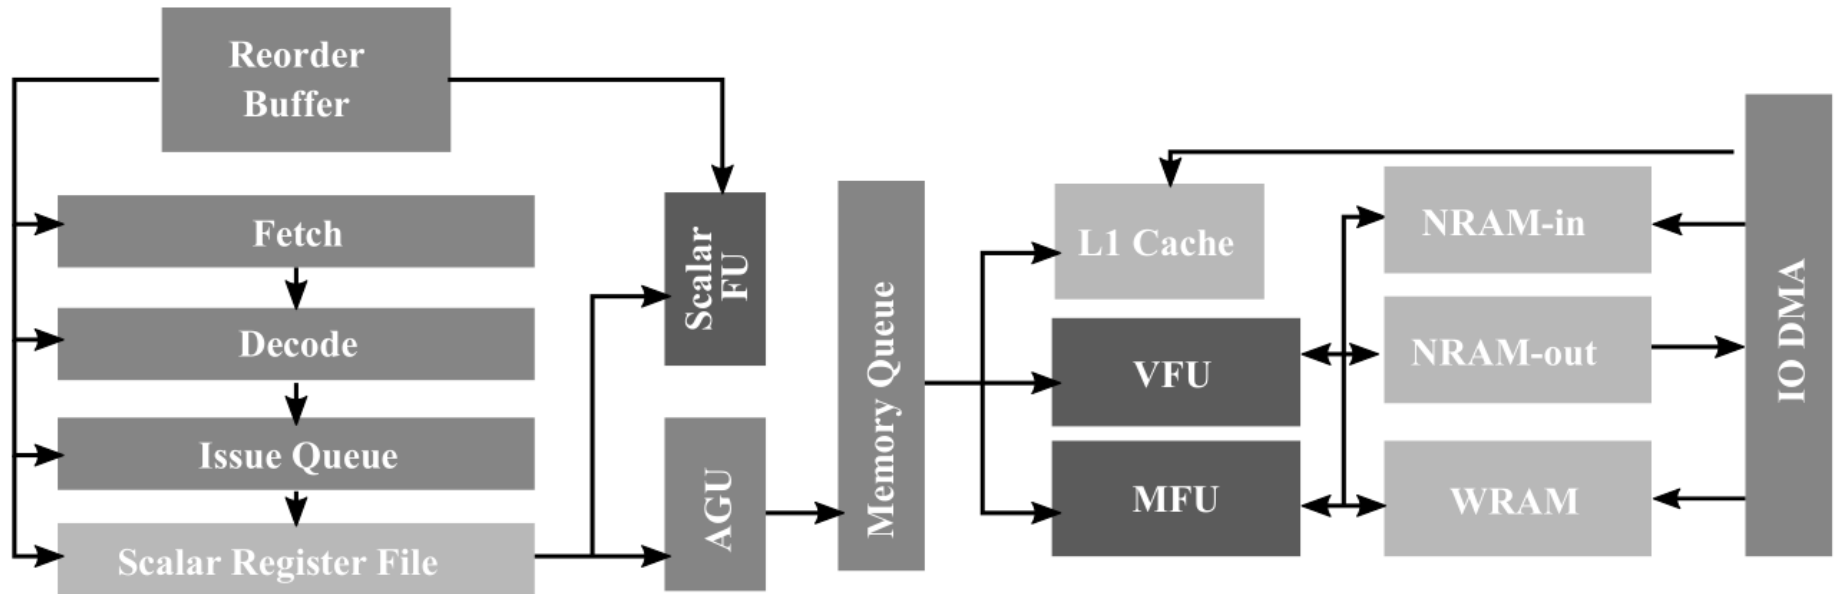 Reorder
Buffer
Fetch
Decode
Issue Queue
Scalar Register File
Scalar
FU
AGU
Memory Queue
L1 Cache
VFU
MFU
NRAM-in
NRAM-out
WRAM
IO DMA